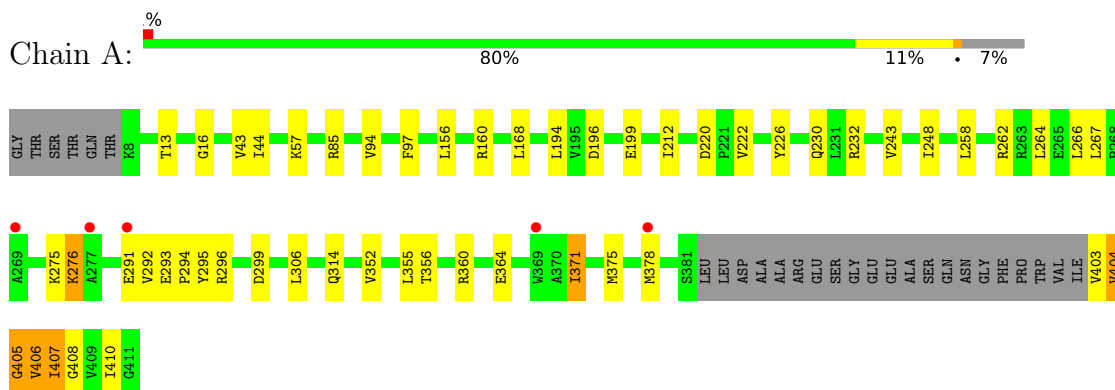 .%
Chain A:
80% 11% • 7%
GLY THR SER THR GLN THR K8 T13 G16 V43 I44 K57 R85 V94 F97 L156 R160 L168 L194 V195 D196 E199 I212 D220 P221 V222 Y226 Q230 L231 R232 V243 I248 L258 R262 R263 L264 E265 L266 L267
A269 K275 K276 A277 E291 V292 E293 P294 Y295 R296 D299 L306 Q314 V352 L355 T356 R360 E364 W369 A370 I371 M375 M378 S381 LEU LEU ASP ALA ALA ARG GLU SER GLY GLU GLU ALA SER GLN ASN GLY PHE PRO TRP VAL ILE V403
G405 V406 I407 G408 V409 I410 G411